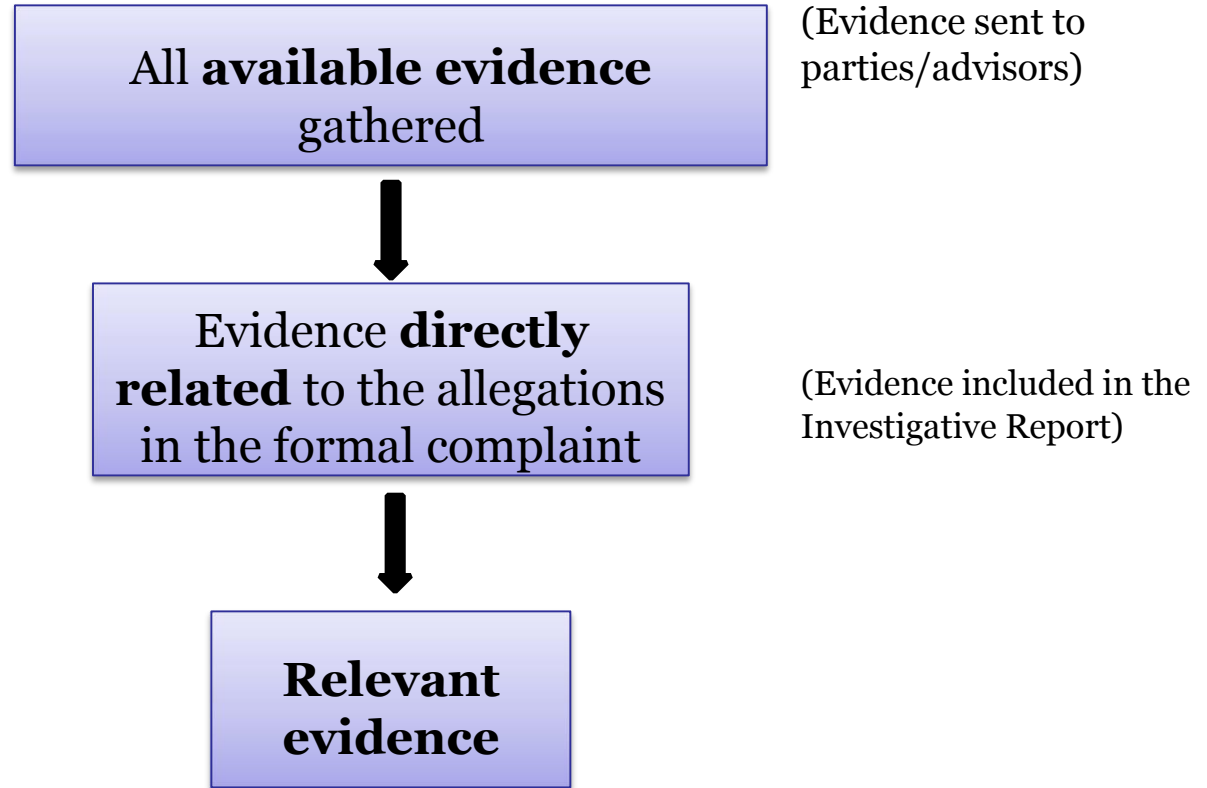 All available evidence
gathered
(Evidence sent to
parties/advisors)
Evidence directly
related to the allegations
in the formal complaint
(Evidence included in the
Investigative Report)
Relevant
evidence